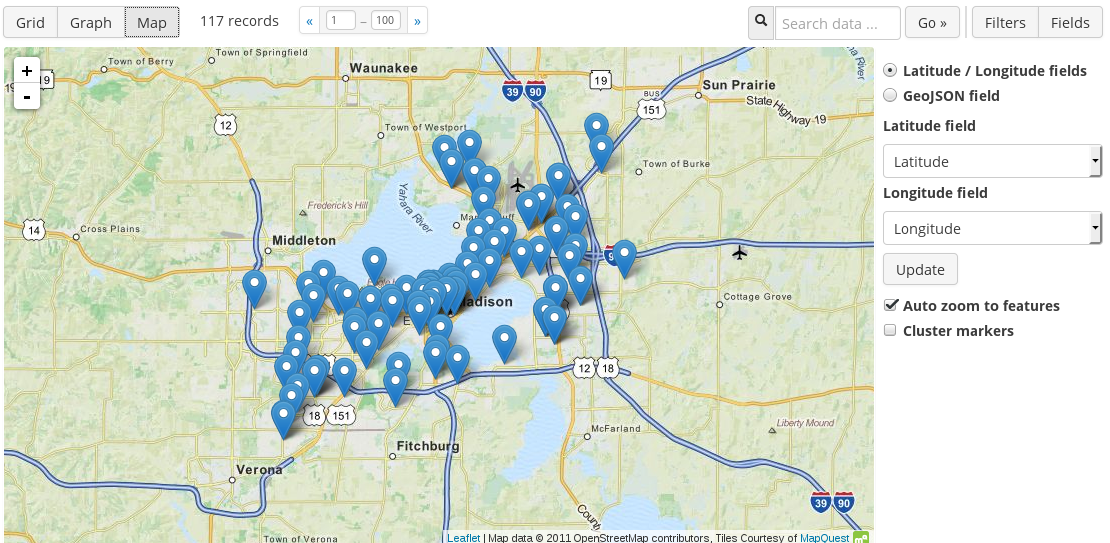 Grid Graph Map 117 records « 1 – 100 » Search data ... Go » Filters Fields
Town of Springfield
Town of Berry
Waunakee
+
-
19
19
39 90
Sun Prairie
BUS
151
State Highway 19
12
Town of Westport
Town of Burke
Yahara River
Frederick's Hill
14
Cross Plains
Middleton
Cottage Grove
adison
E
12 18
18 151
McFarland
Liberty Mound
Fitchburg
Verona
39 90
County
Town of Verona
Leaflet | Map data © 2011 OpenStreetMap contributors, Tiles Courtesy of MapQuest
Latitude / Longitude fields
GeoJSON field
Latitude field
Latitude
Longitude field
Longitude
Update
Auto zoom to features
Cluster markers